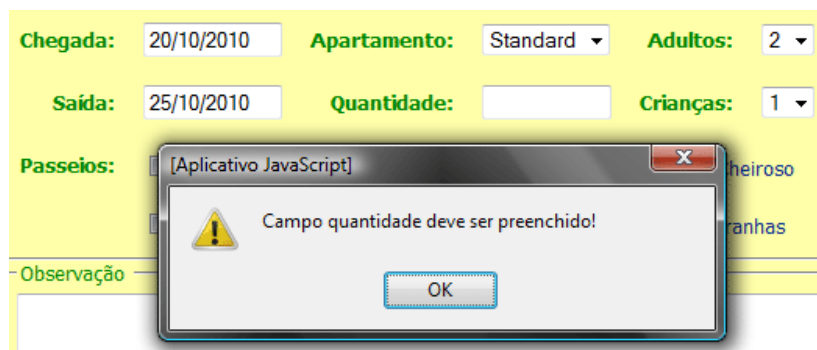 Chegada: 20/10/2010 Apartamento: Standard Adultos: 2
Saída: 25/10/2010 Quantidade: Crianças: 1
Passeios:
[Aplicativo JavaScript]
Campo quantidade deve ser preenchido!
OK
Observação